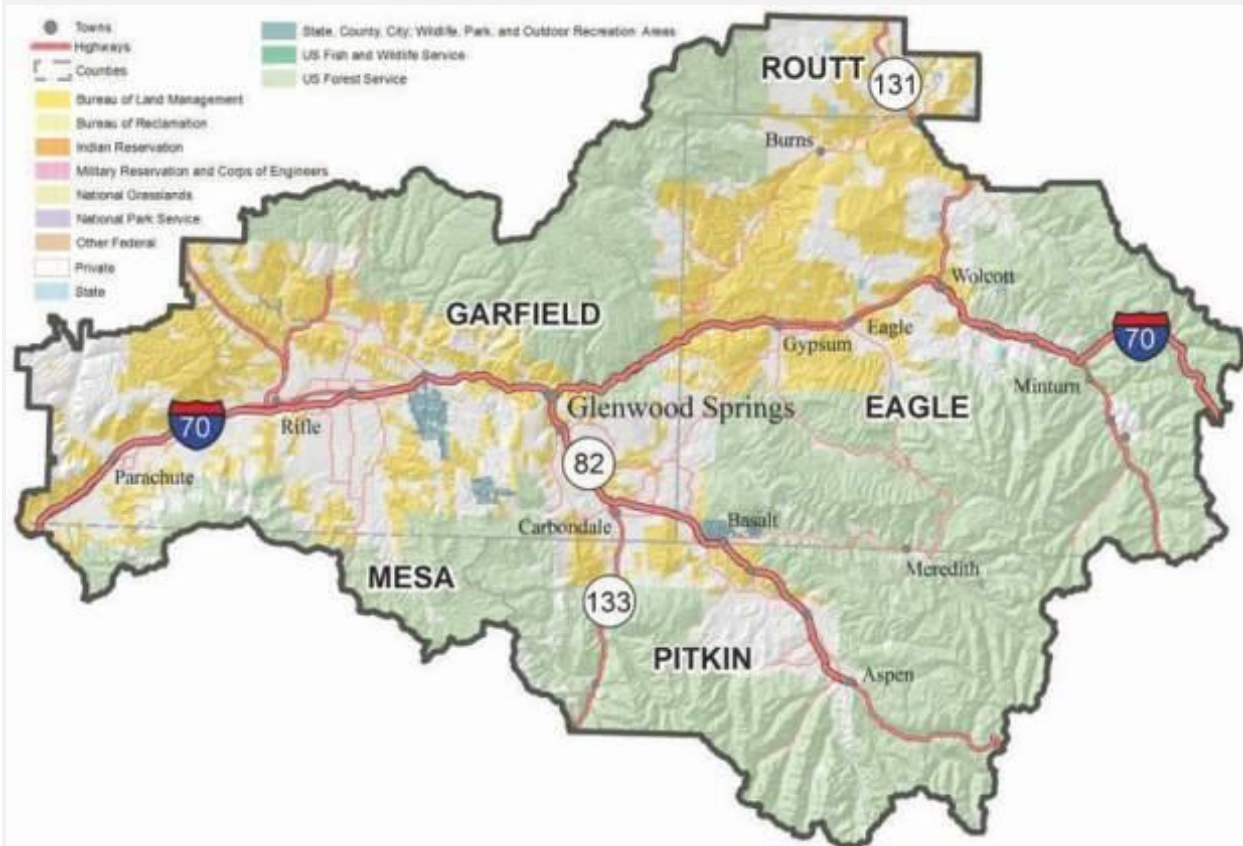 Towns
Highways
Counties
Bureau of Land Management
Bureau of Reclamation
Indian Reservation
Military Reservation and Corps of Engineers
National Grasslands
National Park Service
Other Federal
Private
State
State, County, City; Wildlife, Park, and Outdoor Recreation Areas
US Fish and Wildlife Service
US Forest Service
ROUTT
131
Burns
Wolcott
GARFIELD
70
Eagle
Gypsum
Minturn
EAGLE
Glenwood Springs
70
Rifle
82
Parachute
Carbondale
Basalt
Meredith
MESA
133
PITKIN
Aspen